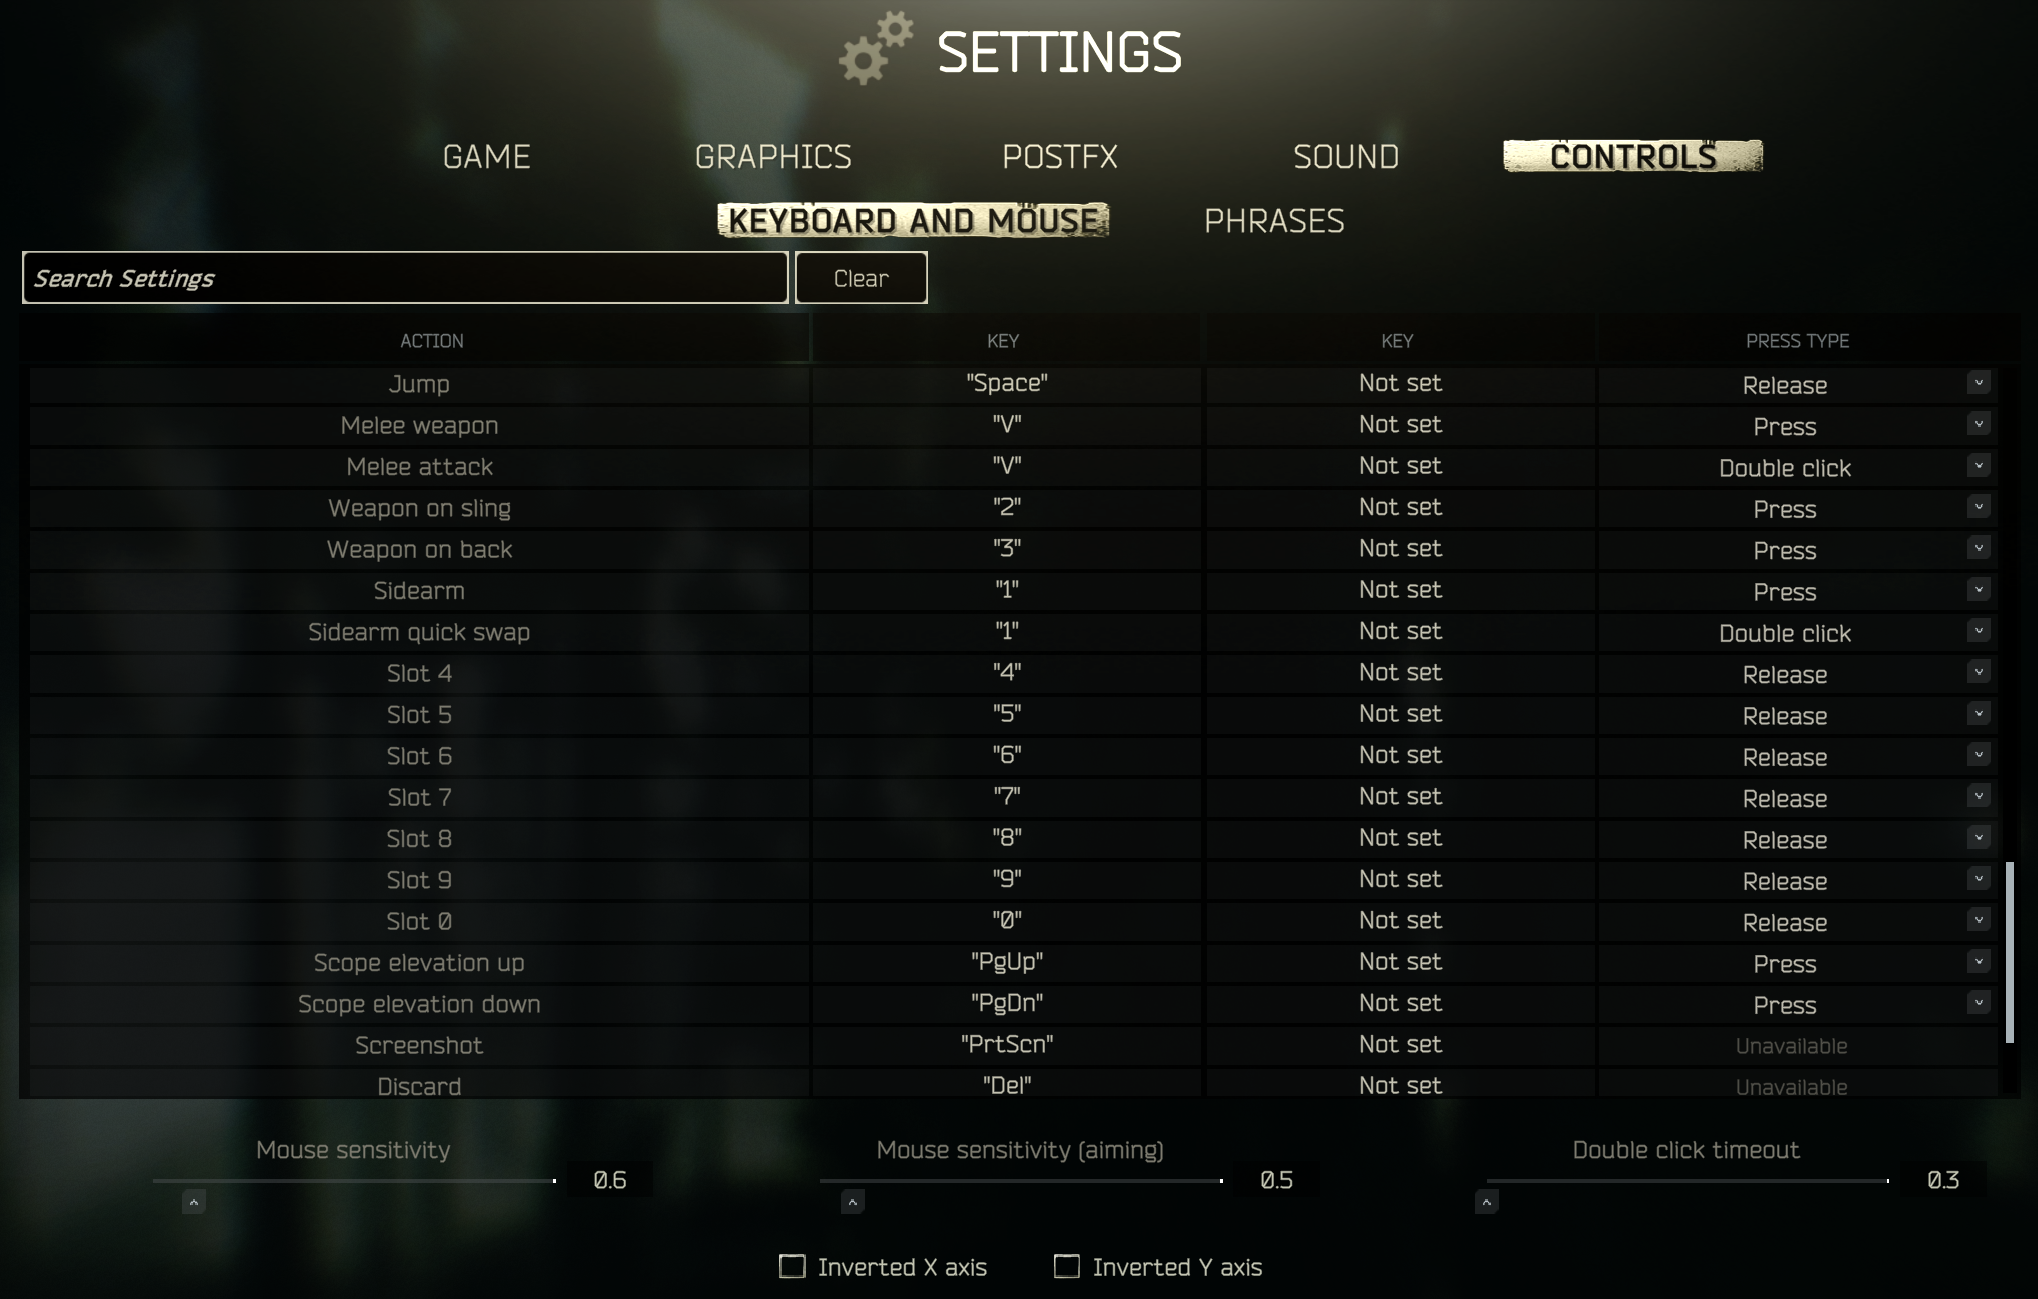 SETTINGS
GAME GRAPHICS POSTFX SOUND CONTROLS
KEYBOARD AND MOUSE PHRASES
Search Settings Clear
ACTION KEY KEY PRESS TYPE
Jump "Space" Not set Release
Melee weapon "V" Not set Press
Melee attack "V" Not set Double click
Weapon on sling "2" Not set Press
Weapon on back "3" Not set Press
Sidearm "1" Not set Press
Sidearm quick swap "1" Not set Double click
Slot 4 "4" Not set Release
Slot 5 "5" Not set Release
Slot 6 "6" Not set Release
Slot 7 "7" Not set Release
Slot 8 "8" Not set Release
Slot 9 "9" Not set Release
Slot 0 "0" Not set Release
Scope elevation up "PgUp" Not set Press
Scope elevation down "PgDn" Not set Press
Screenshot "PrtScn" Not set Unavailable
Discard "Del" Not set Unavailable
Mouse sensitivity 0.6 Mouse sensitivity (aiming) 0.5 Double click timeout 0.3
Inverted X axis Inverted Y axis